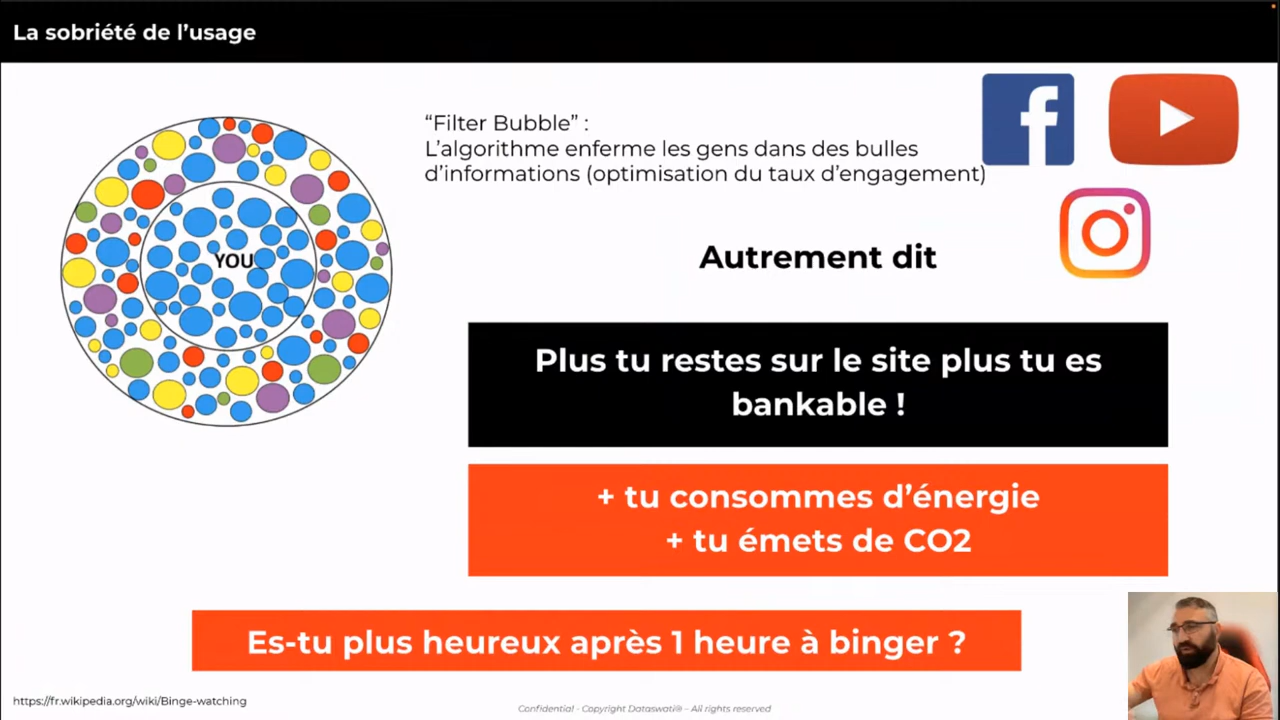 La sobriété de l’usage
“Filter Bubble” :
L’algorithme enferme les gens dans des bulles
d’informations (optimisation du taux d’engagement)
YOU
Autrement dit
Plus tu restes sur le site plus tu es
bankable !
+ tu consommes d’énergie
+ tu émets de CO2
Es-tu plus heureux après 1 heure à binger ?
https://fr.wikipedia.org/wiki/Binge-watching
Confidential - Copyright Dataswati® - All rights reserved